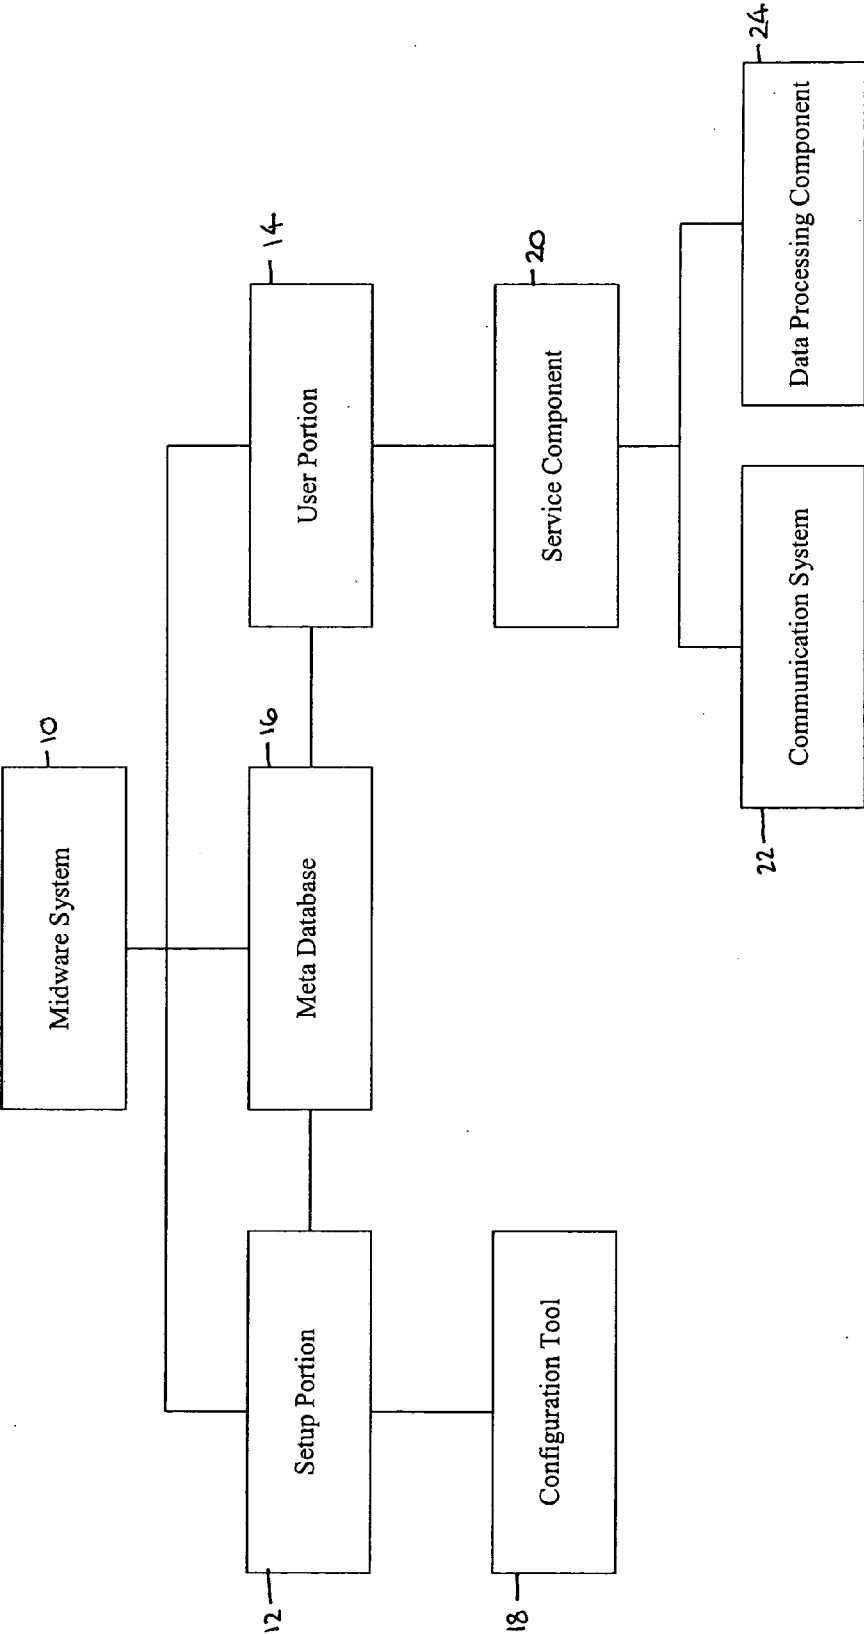 Midware System
10
Setup Portion
12
Meta Database
16
User Portion
14
Configuration Tool
18
Service Component
20
Communication System
22
Data Processing Component
24